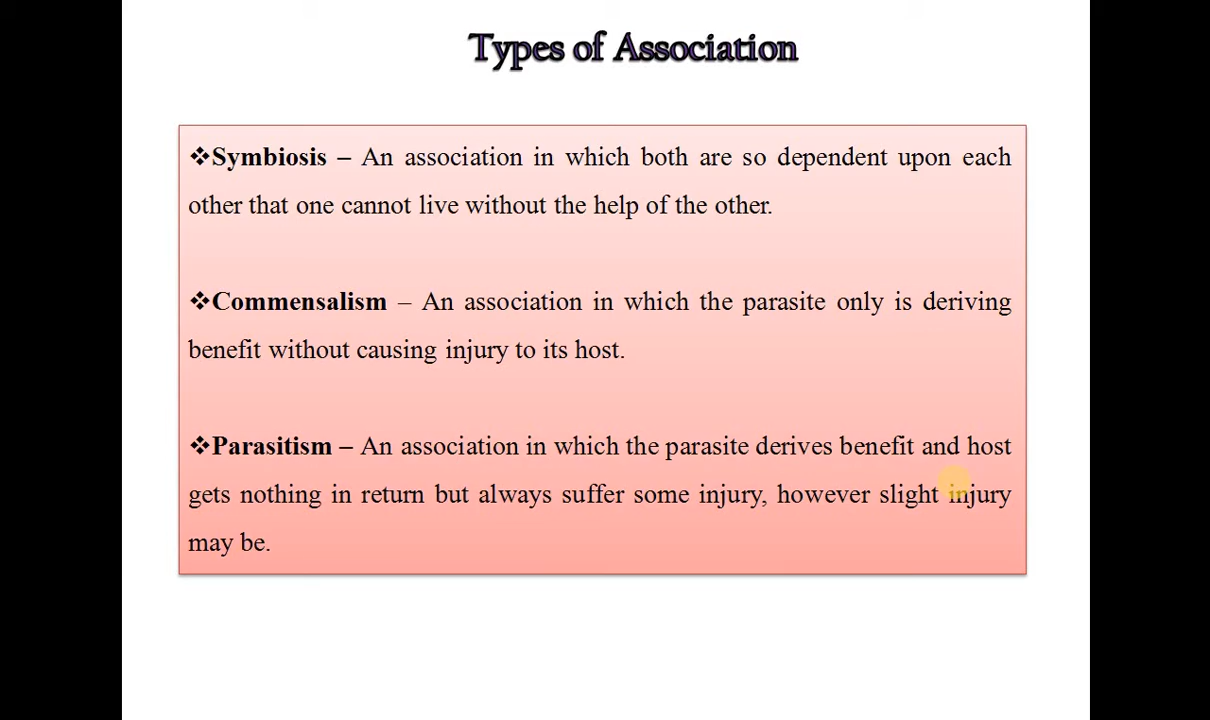 Types of Association
❖Symbiosis – An association in which both are so dependent upon each
other that one cannot live without the help of the other.
❖Commensalism – An association in which the parasite only is deriving
benefit without causing injury to its host.
❖Parasitism – An association in which the parasite derives benefit and host
gets nothing in return but always suffer some injury, however slight injury
may be.